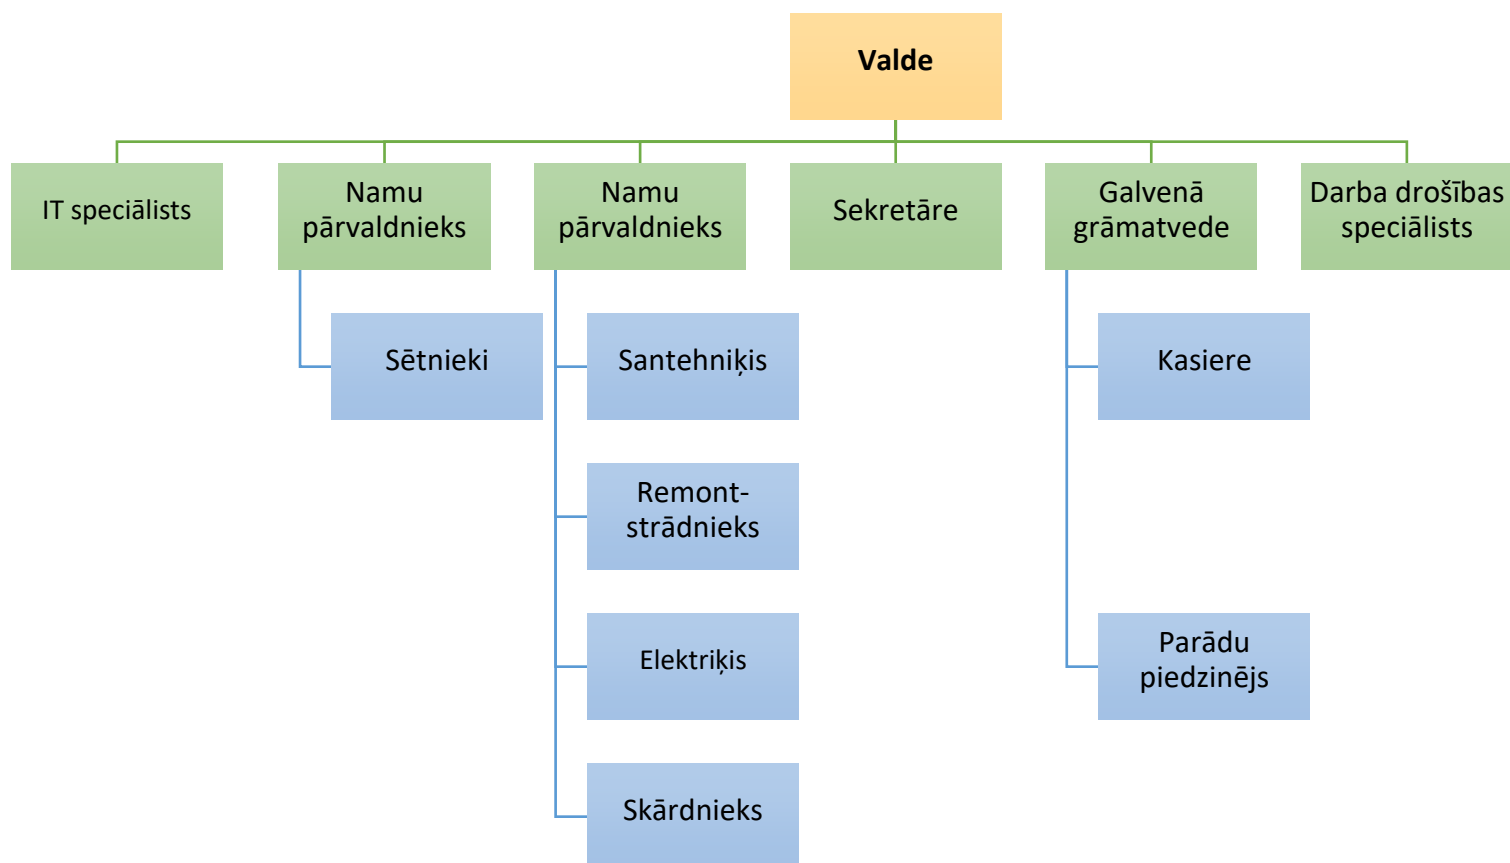 Valde
IT speciālists
Namu
pārvaldnieks
Namu
pārvaldnieks
Sekretāre
Galvenā
grāmatvede
Darba drošības
speciālists
Sētnieki
Santehniķis
Kasiere
Remont-
strādnieks
Elektriķis
Parādu
piedzinējs
Skārdnieks